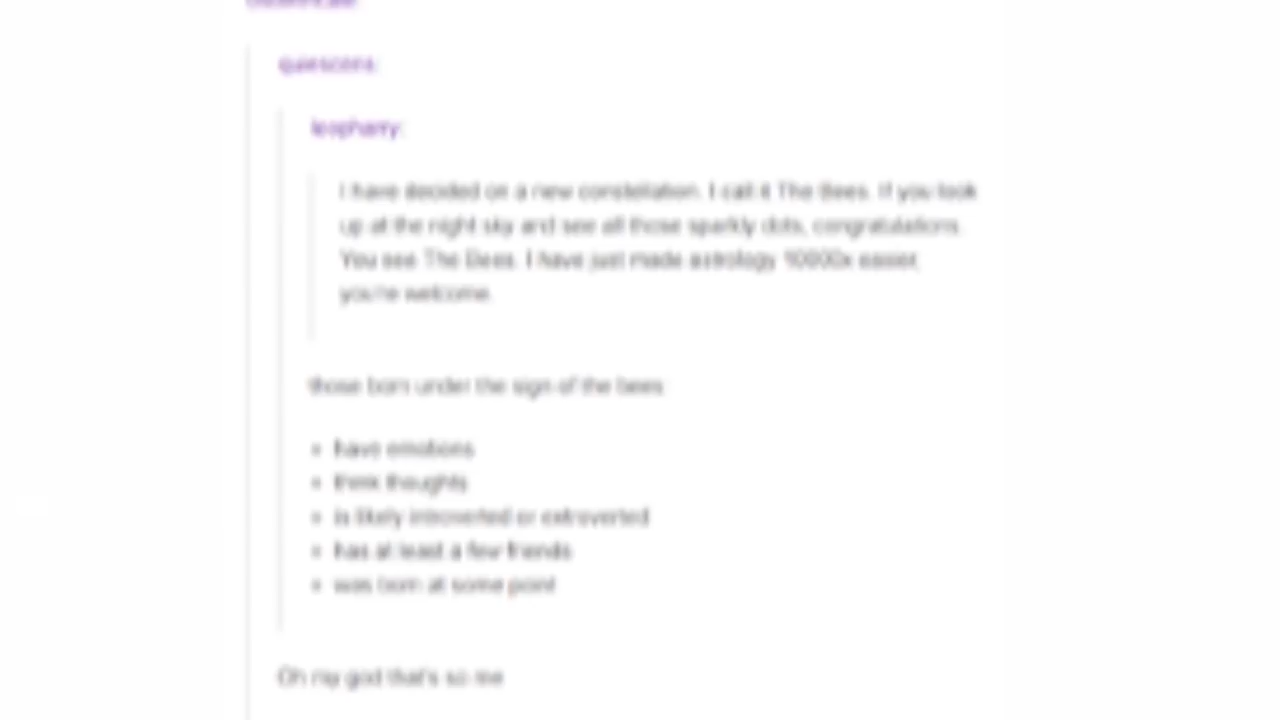 quiescens:
leopharry:
I have decided on a new constellation. I call it The Bees. If you look
up at the night sky and see all those sparkly dots, congratulations.
You see The Bees. I have just made astrology 10000x easier,
you're welcome.
those born under the sign of the bees:
• have emotions
• think thoughts
• is likely introverted or extroverted
• has at least a few friends
• was born at some point
Oh my god that's so me